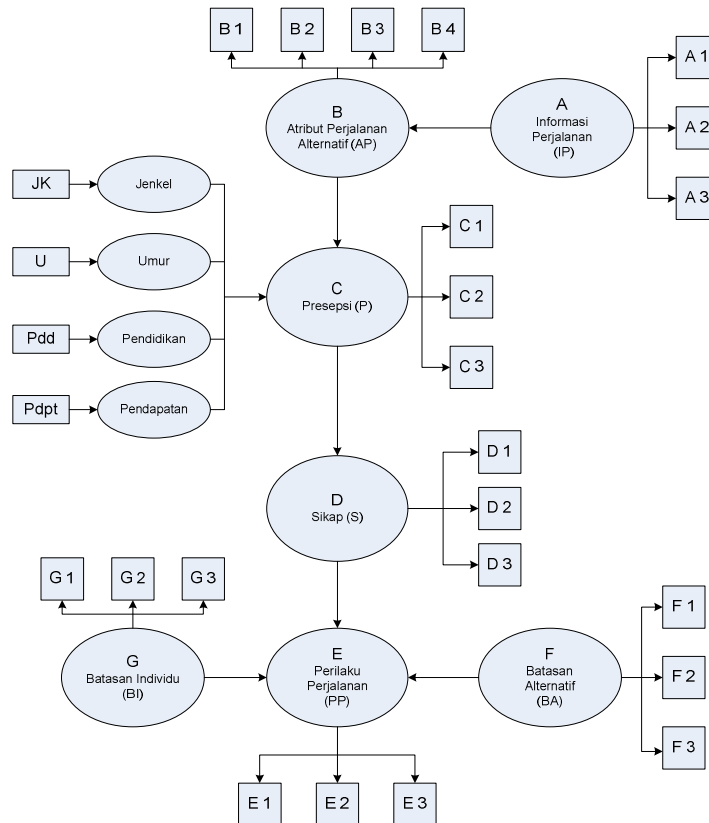 B 1
B 2
B 3
B 4
A 1
A 2
A 3
B
Atribut Perjalanan
Alternatif (AP)
A
Informasi
Perjalanan
(IP)
JK
Jenkel
U
Umur
Pdd
Pendidikan
Pdpt
Pendapatan
C
Presepsi (P)
C 1
C 2
C 3
D
Sikap (S)
D 1
D 2
D 3
G 1
G 2
G 3
G
Batasan Individu
(BI)
E
Perilaku
Perjalanan
(PP)
F
Batasan
Alternatif
(BA)
F 1
F 2
F 3
E 1
E 2
E 3